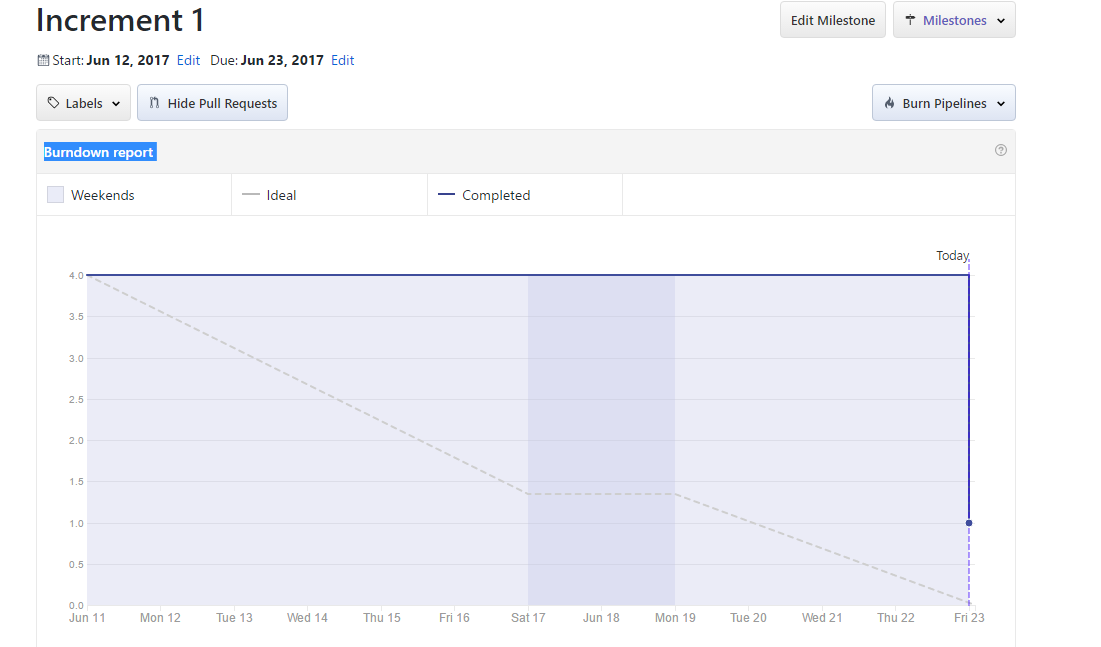 Increment 1
Edit Milestone
Milestones
Start: Jun 12, 2017 Edit Due: Jun 23, 2017 Edit
Labels
Hide Pull Requests
Burn Pipelines
Burndown report
?
Weekends
Ideal
Completed
Today
4.0
3.5
3.0
2.5
2.0
1.5
1.0
0.5
0.0
Jun 11 Mon 12 Tue 13 Wed 14 Thu 15 Fri 16 Sat 17 Jun 18 Mon 19 Tue 20 Wed 21 Thu 22 Fri 23